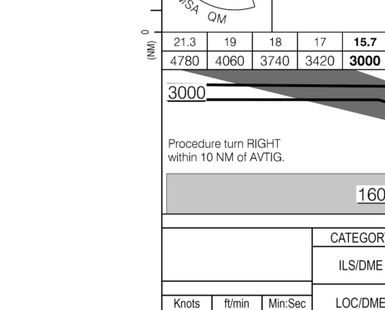 MSA QM
0
(NM)
21.3 19 18 17 15.7
4780 4060 3740 3420 3000
3000
Procedure turn RIGHT
within 10 NM of AVTIG.
160
CATEGOR
ILS/DME
Knots ft/min Min:Sec LOC/DME